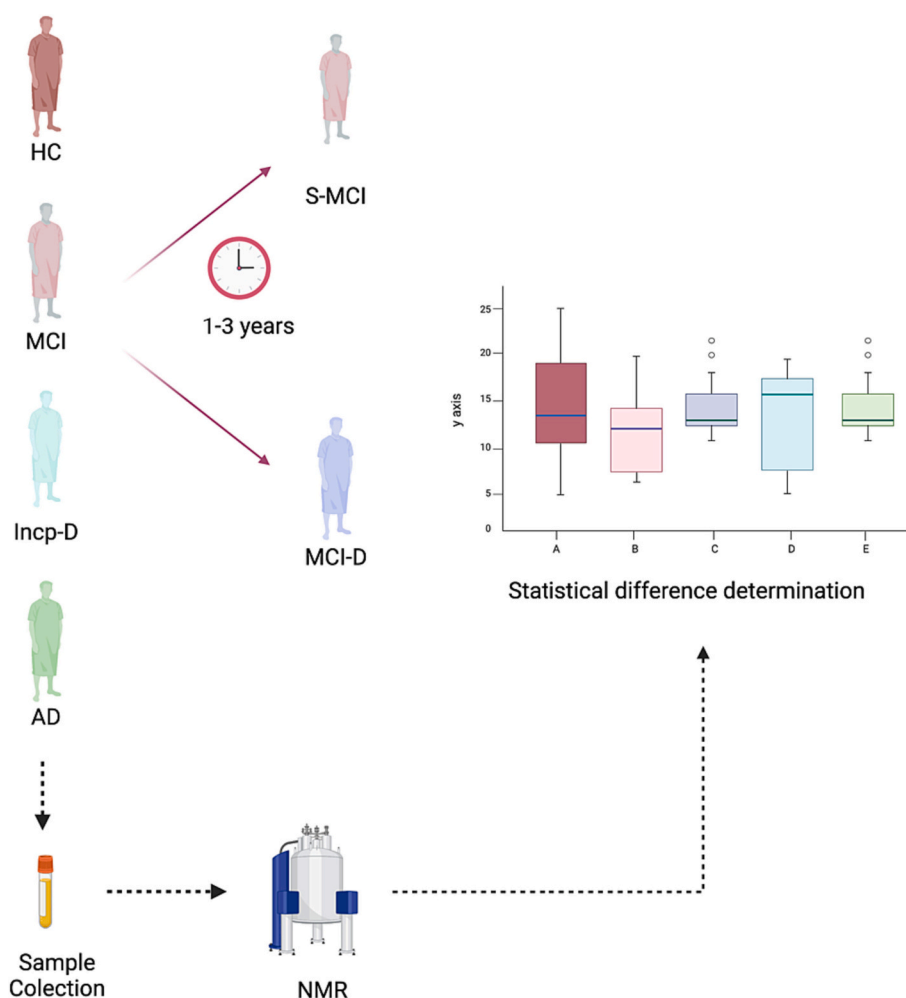 HC
S-MCI
MCI
1-3 years
Incp-D
MCI-D
AD
25
20
15
10
5
0
y axis
A B C D E
Statistical difference determination
Sample
Colection
NMR